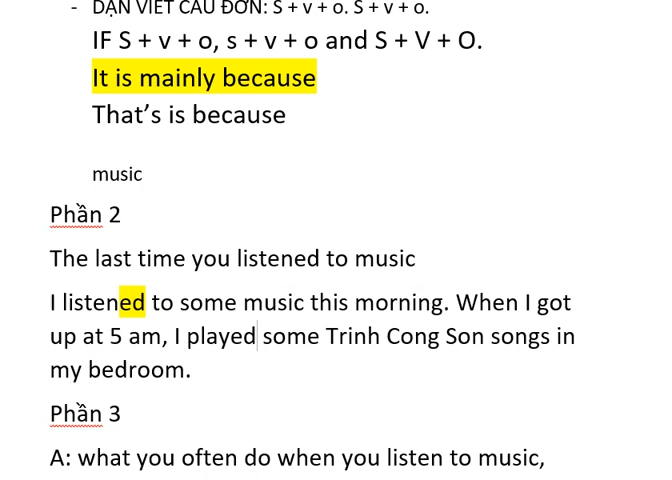 - DẠN VIẾT CÂU ĐƠN: S + v + o. S + v + o.
IF S + v + o, s + v + o and S + V + O.
It is mainly because
That’s is because
music
Phần 2
The last time you listened to music
I listened to some music this morning. When I got
up at 5 am, I played some Trinh Cong Son songs in
my bedroom.
Phần 3
A: what you often do when you listen to music,